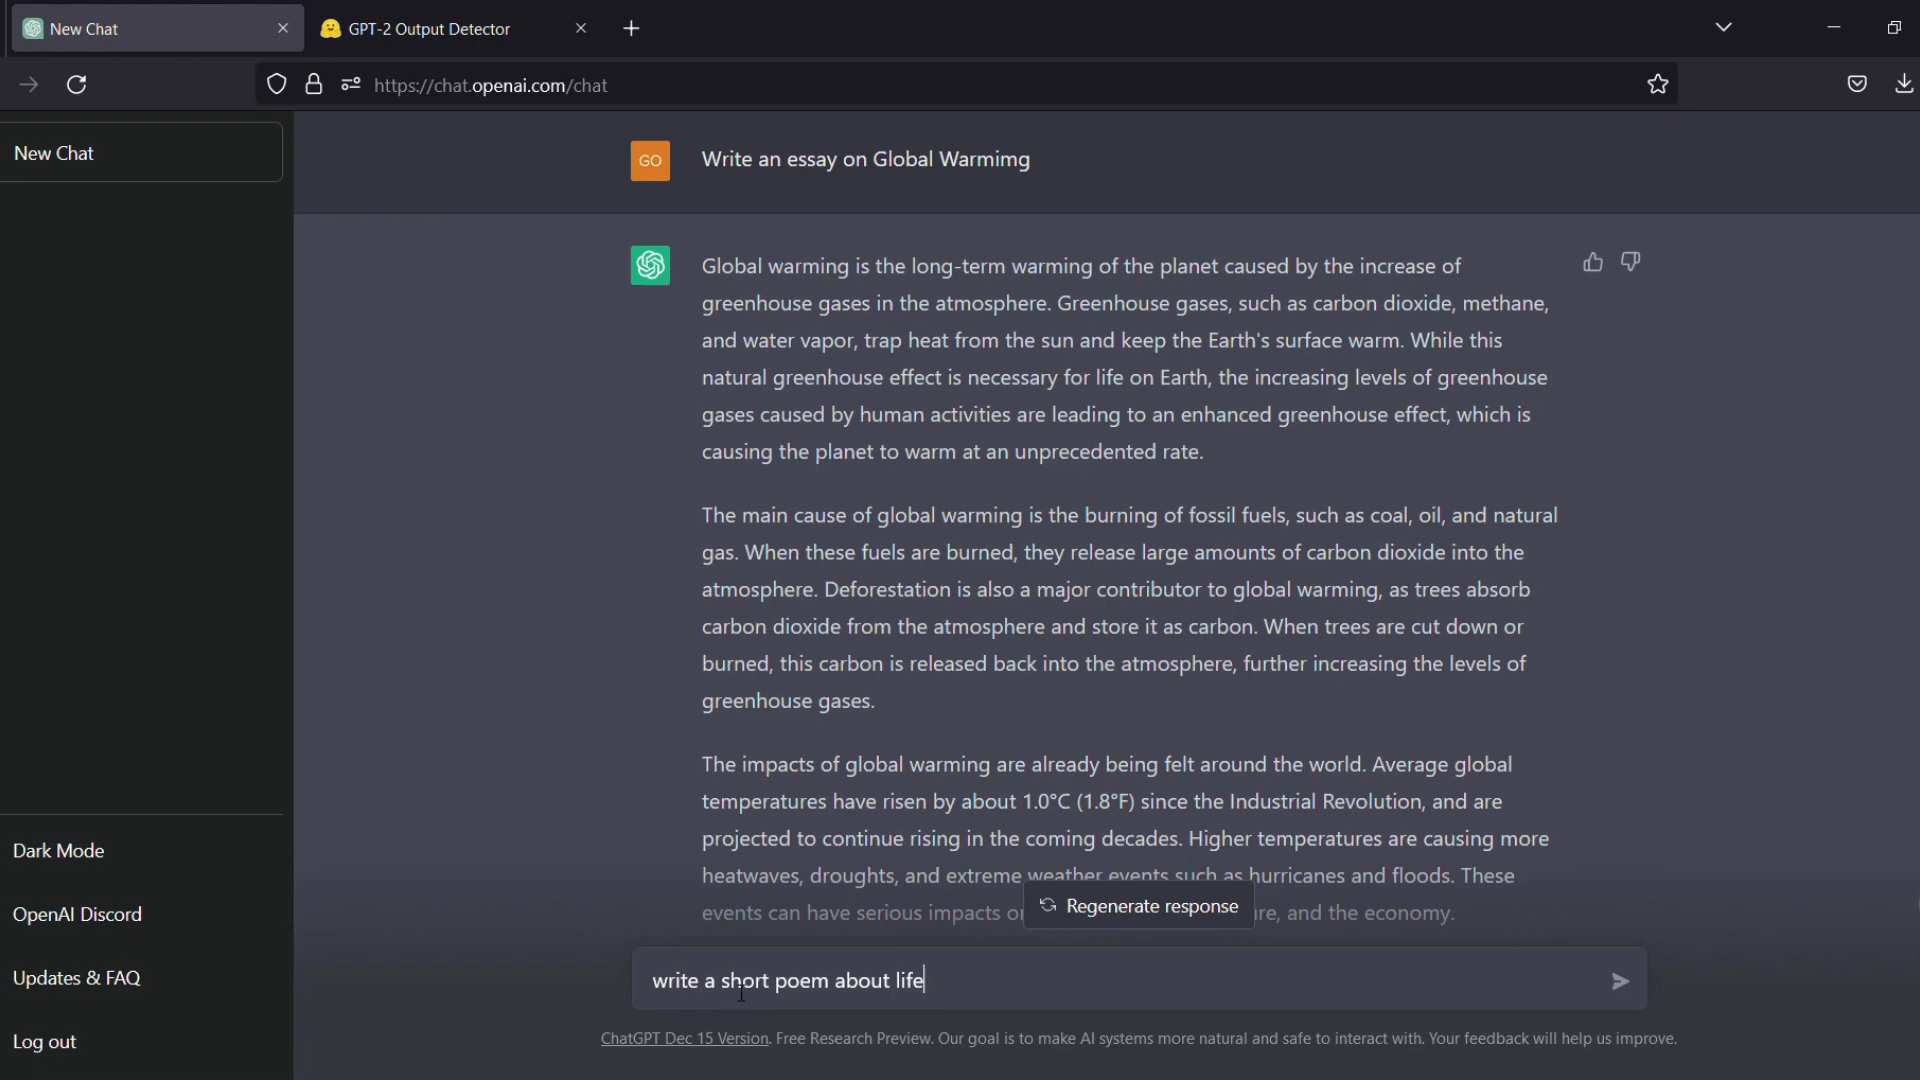 New Chat
GPT-2 Output Detector
https://chat.openai.com/chat
New Chat
GO
Write an essay on Global Warmimg
Global warming is the long-term warming of the planet caused by the increase of
greenhouse gases in the atmosphere. Greenhouse gases, such as carbon dioxide, methane,
and water vapor, trap heat from the sun and keep the Earth's surface warm. While this
natural greenhouse effect is necessary for life on Earth, the increasing levels of greenhouse
gases caused by human activities are leading to an enhanced greenhouse effect, which is
causing the planet to warm at an unprecedented rate.
The main cause of global warming is the burning of fossil fuels, such as coal, oil, and natural
gas. When these fuels are burned, they release large amounts of carbon dioxide into the
atmosphere. Deforestation is also a major contributor to global warming, as trees absorb
carbon dioxide from the atmosphere and store it as carbon. When trees are cut down or
burned, this carbon is released back into the atmosphere, further increasing the levels of
greenhouse gases.
The impacts of global warming are already being felt around the world. Average global
temperatures have risen by about 1.0°C (1.8°F) since the Industrial Revolution, and are
projected to continue rising in the coming decades. Higher temperatures are causing more
heatwaves, droughts, and extreme weather events such as hurricanes and floods. These
events can have serious impacts and the economy.
Regenerate response
write a short poem about life
ChatGPT Dec 15 Version. Free Research Preview. Our goal is to make AI systems more natural and safe to interact with. Your feedback will help us improve.
Dark Mode
OpenAI Discord
Updates & FAQ
Log out